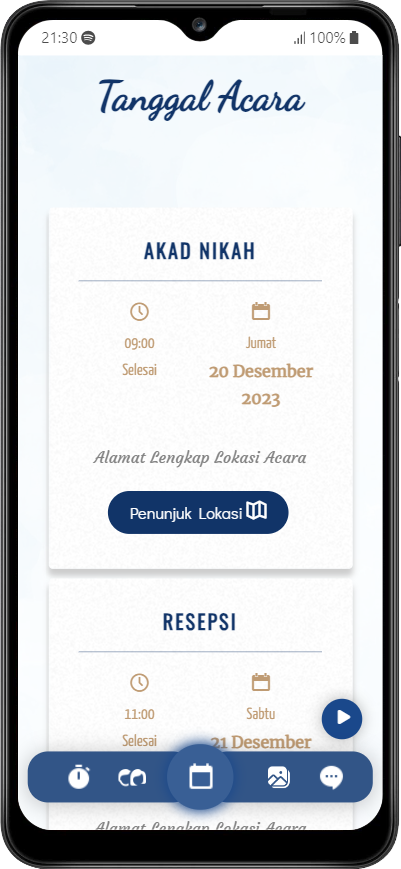 21:30
100%
Tanggal Acara
AKAD NIKAH
09:00
Selesai
Jumat
20 Desember
2023
Alamat Lengkap Lokasi Acara
Penunjuk Lokasi
RESEPSI
11:00
Selesai
Sabtu
21 Desember
Alamat Lengkap Lokasi Acara